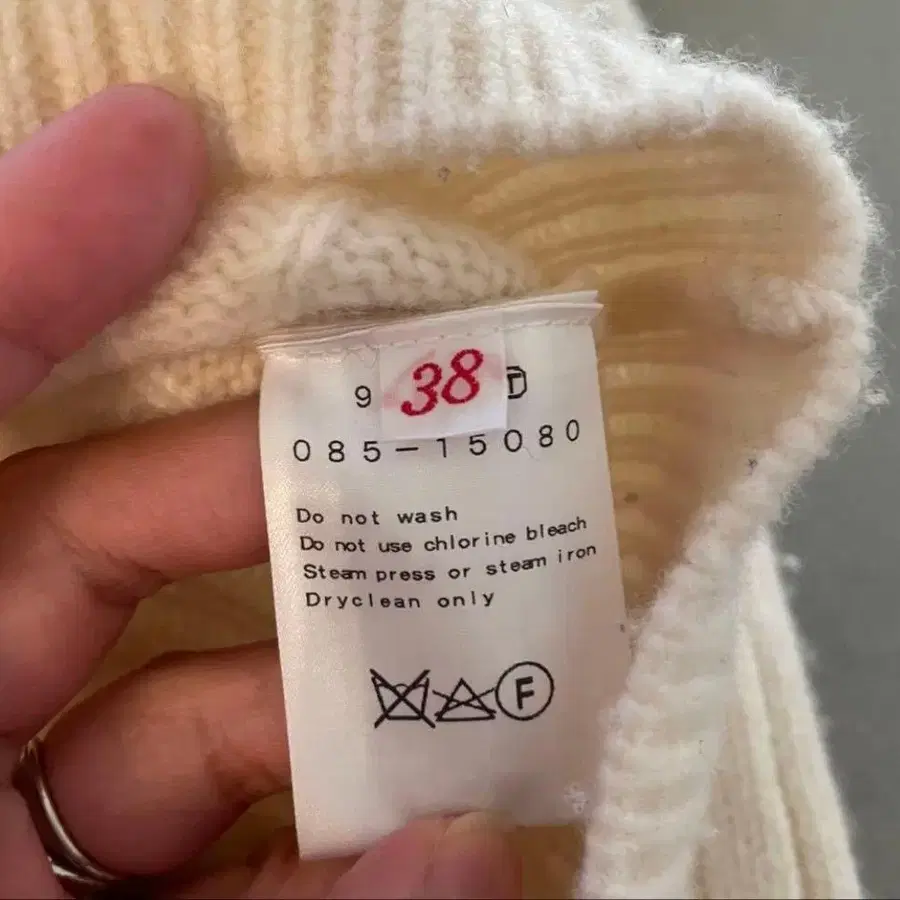 9
38
085-15080
Do not wash
Do not use chlorine bleach
Steam press or steam iron
Dryclean only
F